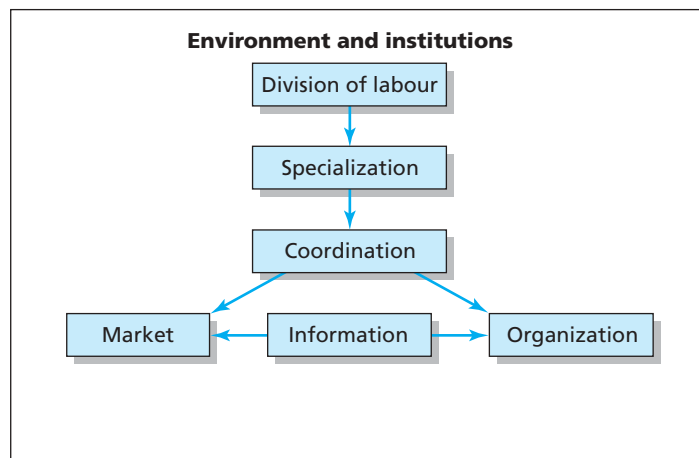 Environment and institutions
Division of labour
Specialization
Coordination
Market
Information
Organization